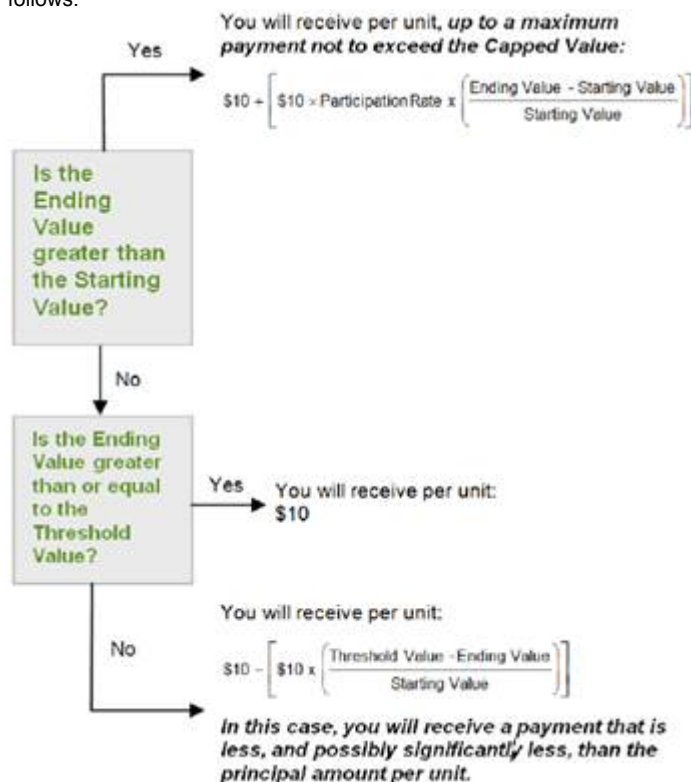 follows:
You will receive per unit, up to a maximum
payment not to exceed the Capped Value:
Yes
$10 + [ $10 × Participation Rate x ( Ending Value - Starting Value
Starting Value ) ]
Is the
Ending
Value
greater than
the Starting
Value?
No
Is the Ending
Value greater
than or equal
to the
Threshold
Value?
Yes
You will receive per unit:
$10
You will receive per unit:
No
$10 – [ $10 x ( Threshold Value - Ending Value
Starting Value ) ]
In this case, you will receive a payment that is
less, and possibly significantly less, than the
principal amount per unit.